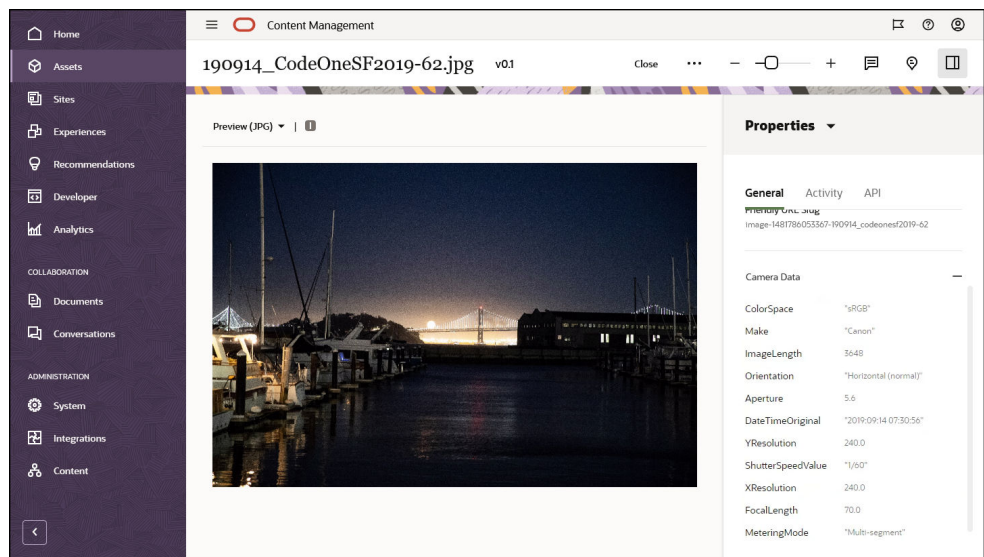 Home
Assets
Sites
Experiences
Recommendations
Developer
Analytics
COLLABORATION
Documents
Conversations
ADMINISTRATION
System
Integrations
Content
Content Management
190914_CodeOneSF2019-62.jpg v0.1 Close
Preview (JPG)
Properties
General Activity API
Friendly URL Slug
image-1481786053367-190914_codeonesf2019-62
Camera Data
ColorSpace "sRGB"
Make "Canon"
ImageLength 3648
Orientation "Horizontal (normal)"
Aperture 5.6
DateTimeOriginal "2019:09:14 07:30:56"
YResolution 240.0
ShutterSpeedValue "1/60"
XResolution 240.0
FocalLength 70.0
MeteringMode "Multi-segment"